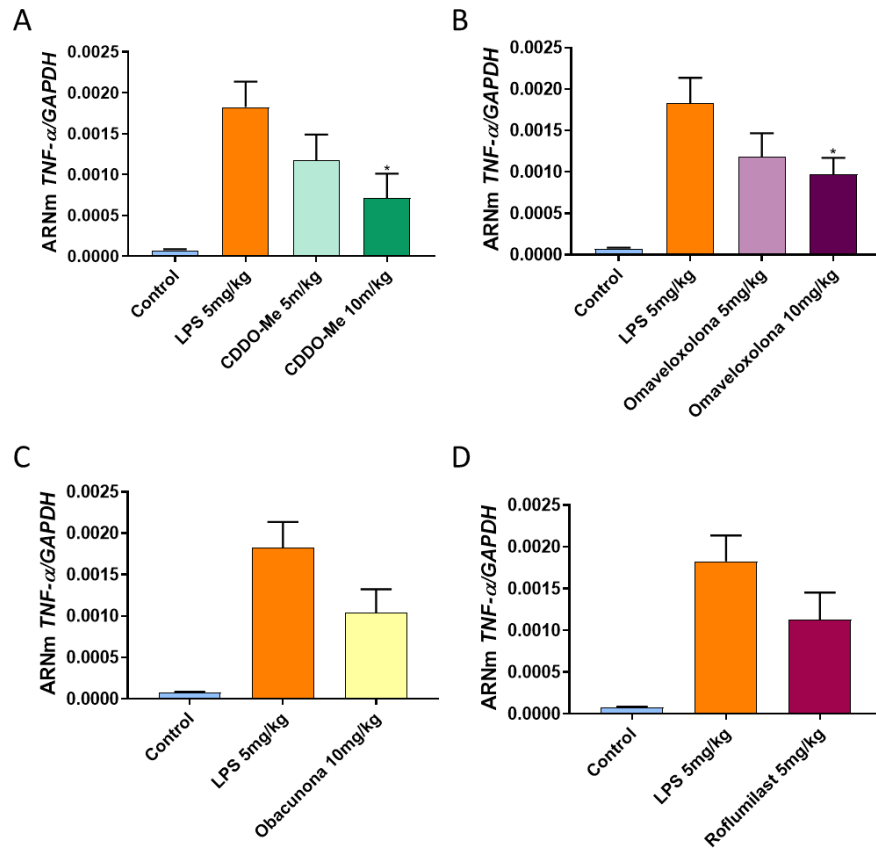 A
ARNm TNF-α/GAPDH
0.0025
0.0020
0.0015
0.0010
0.0005
0.0000
*
Control
LPS 5mg/kg
CDDO-Me 5m/kg
CDDO-Me 10m/kg
B
ARNm TNF-α/GAPDH
0.0025
0.0020
0.0015
0.0010
0.0005
0.0000
*
Control
LPS 5mg/kg
Omaveloxolona 5mg/kg
Omaveloxolona 10mg/kg
C
ARNm TNF-α/GAPDH
0.0025
0.0020
0.0015
0.0010
0.0005
0.0000
Control
LPS 5mg/kg
Obacunona 10mg/kg
D
ARNm TNF-α/GAPDH
0.0025
0.0020
0.0015
0.0010
0.0005
0.0000
Control
LPS 5mg/kg
Roflumilast 5mg/kg